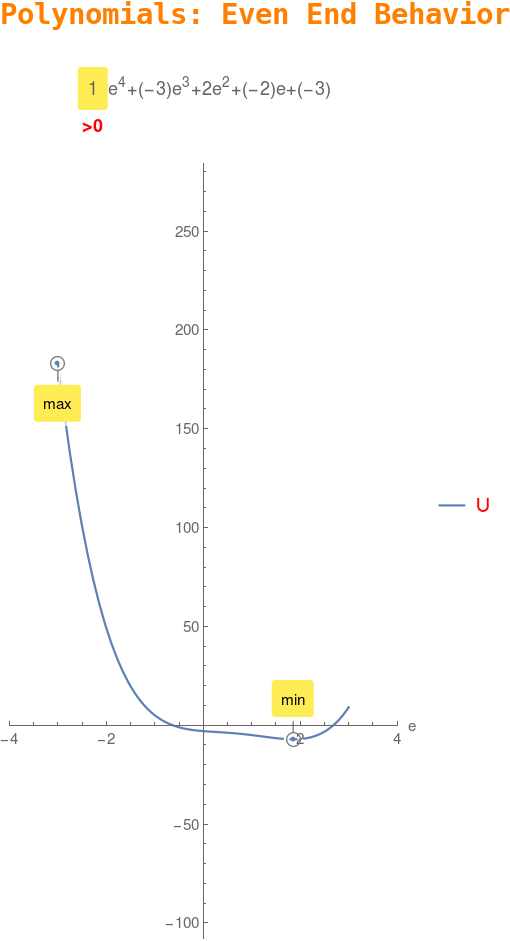 Polynomials: Even End Behavior
1 e⁴+(−3)e³+2e²+(−2)e+(−3)
>0
250
200
max
150
100
U
50
min
e
−4 −2 2 4
−50
−100